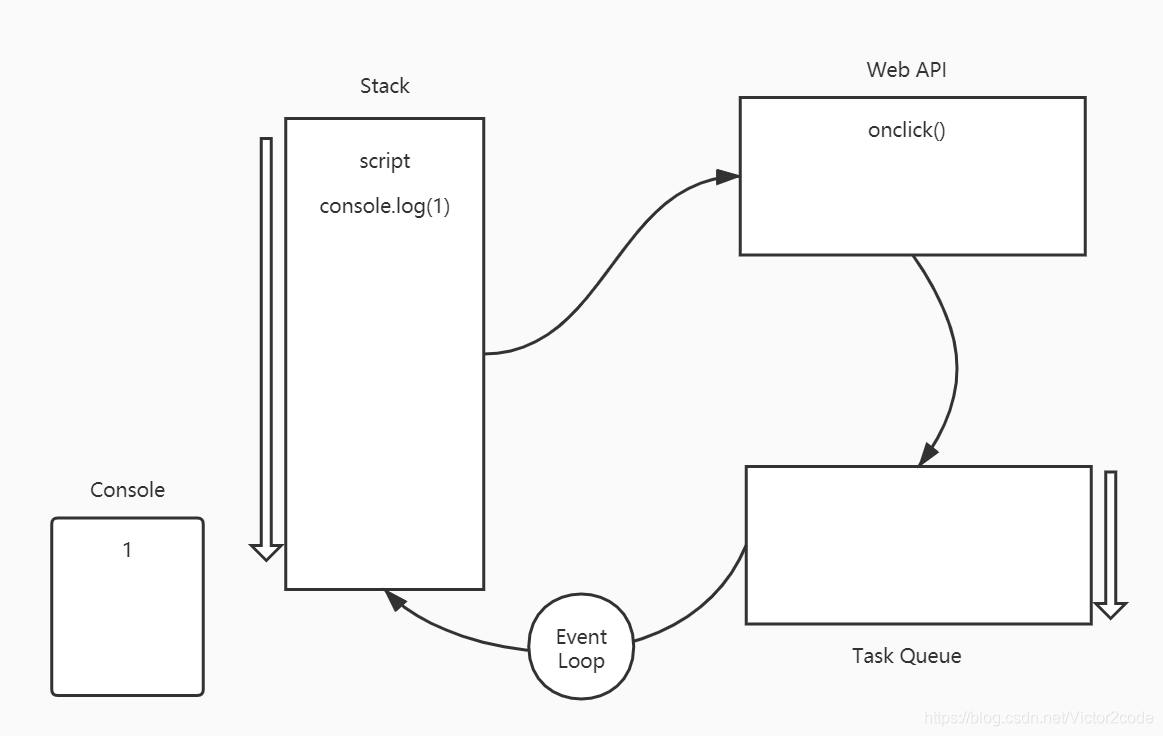 Stack
script
console.log(1)
Web API
onclick()
Console
1
Event
Loop
Task Queue
https://blog.csdn.net/Victor2code